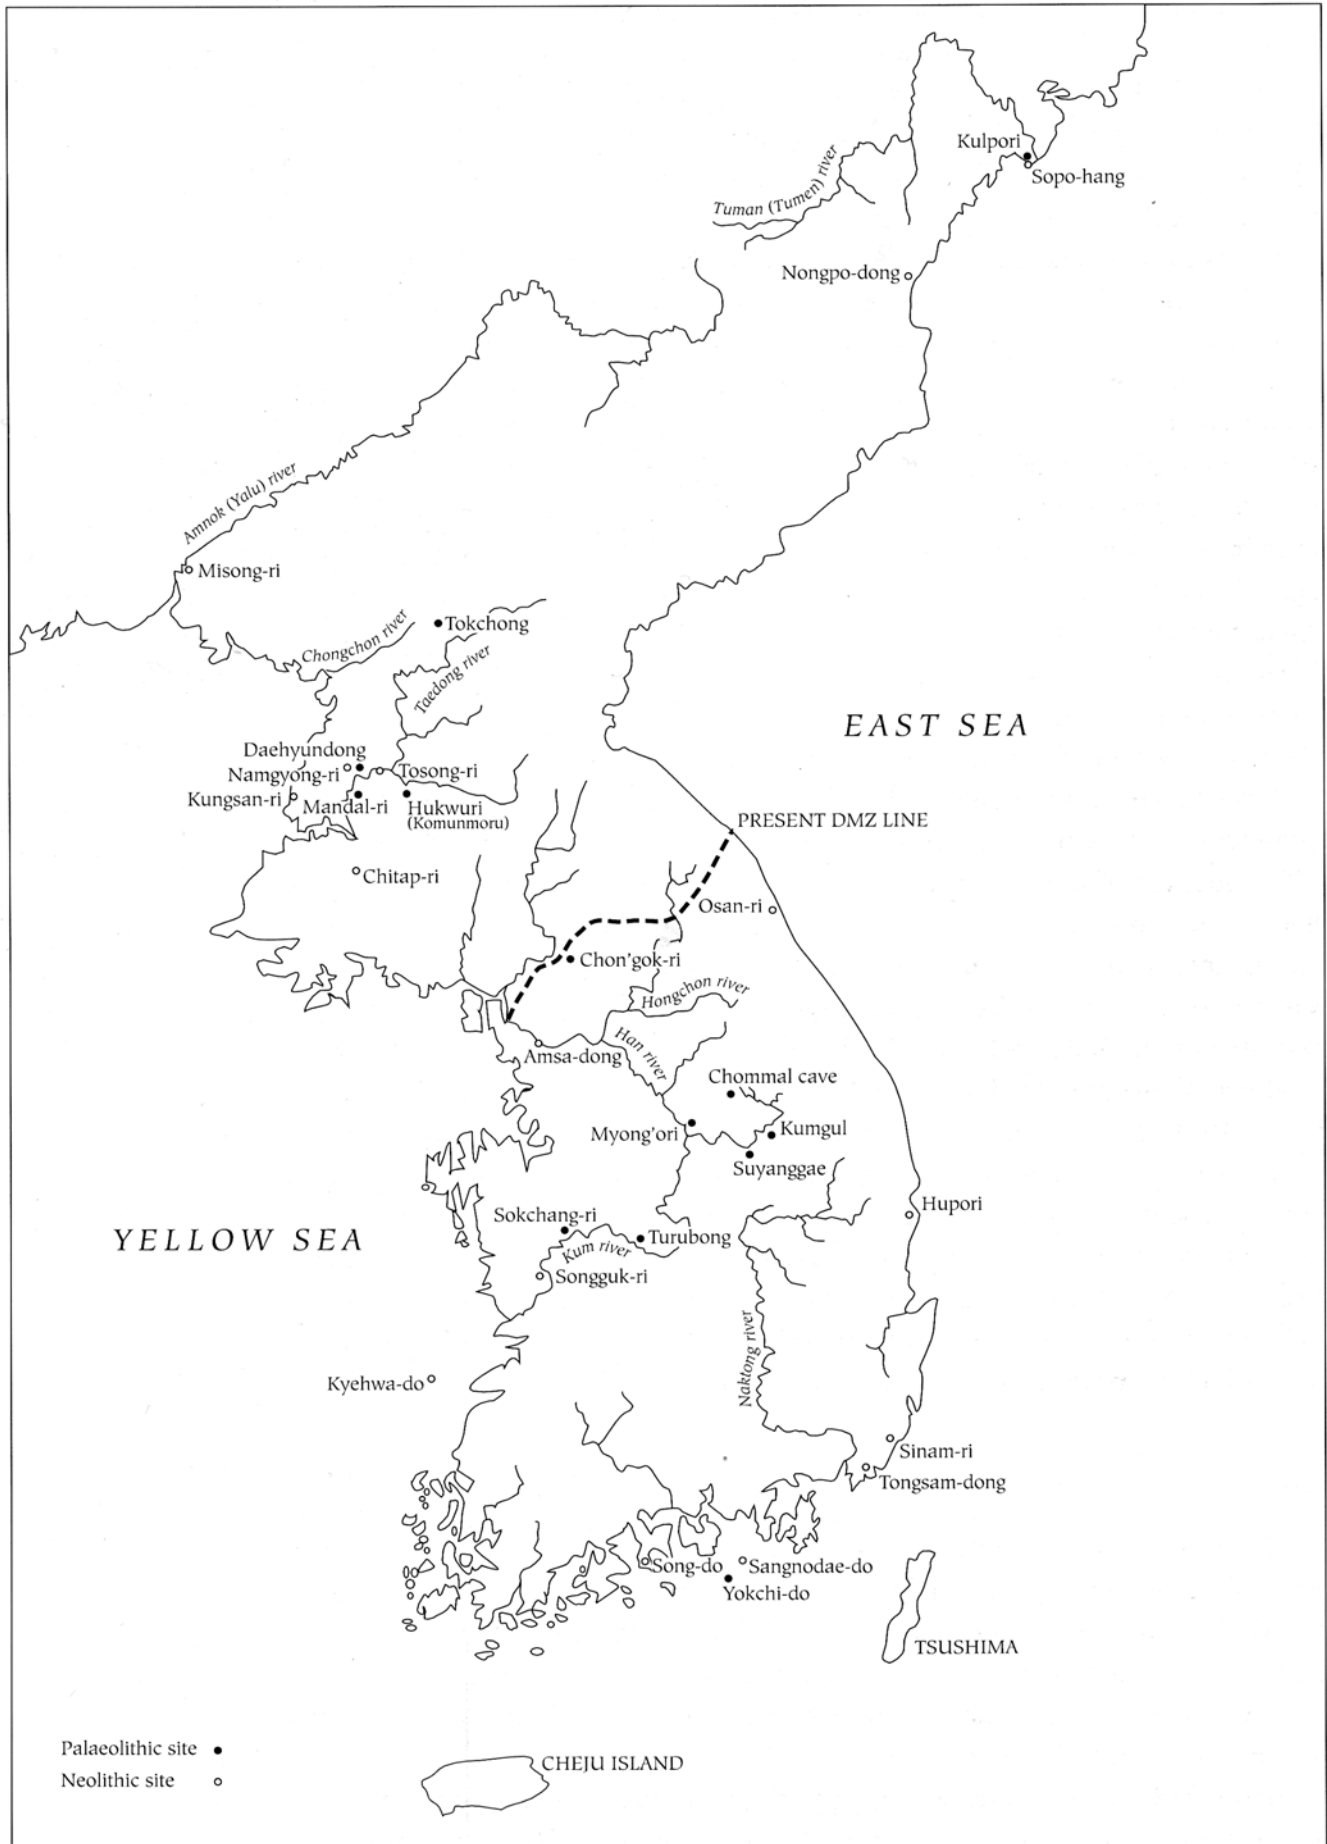 Kulpori
Sopo-hang
Tuman (Tumen) river
Nongpo-dong
Amnok (Yalu) river
Misong-ri
Tokchong
Chongchon river
Taedong river
EAST SEA
Daehyundong
Namgyong-ri
Tosong-ri
Kungsan-ri
Mandal-ri
Hukwuri
(Komunmoru)
PRESENT DMZ LINE
Chitap-ri
Osan-ri
Chon'gok-ri
Hongchon river
Han river
Amsa-dong
Chommal cave
Myong'ori
Kumgul
Suyanggae
Hupori
Sokchang-ri
Turubong
YELLOW SEA
Kum river
Songguk-ri
Naktong river
Kyehwa-do
Sinam-ri
Tongsam-dong
Song-do
Sangnodae-do
Yokchi-do
TSUSHIMA
Palaeolithic site
Neolithic site
CHEJU ISLAND